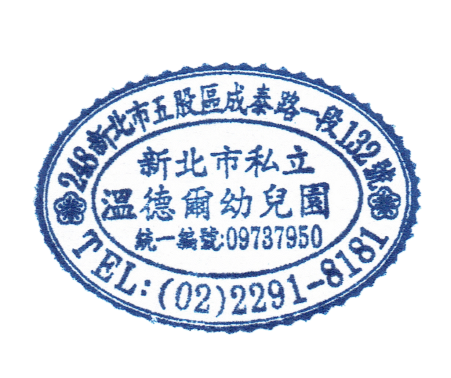 248新北市五股區成泰路一段132號
新北市私立
溫德爾幼兒園
統一編號:09737950
TEL:(02)2291-8181